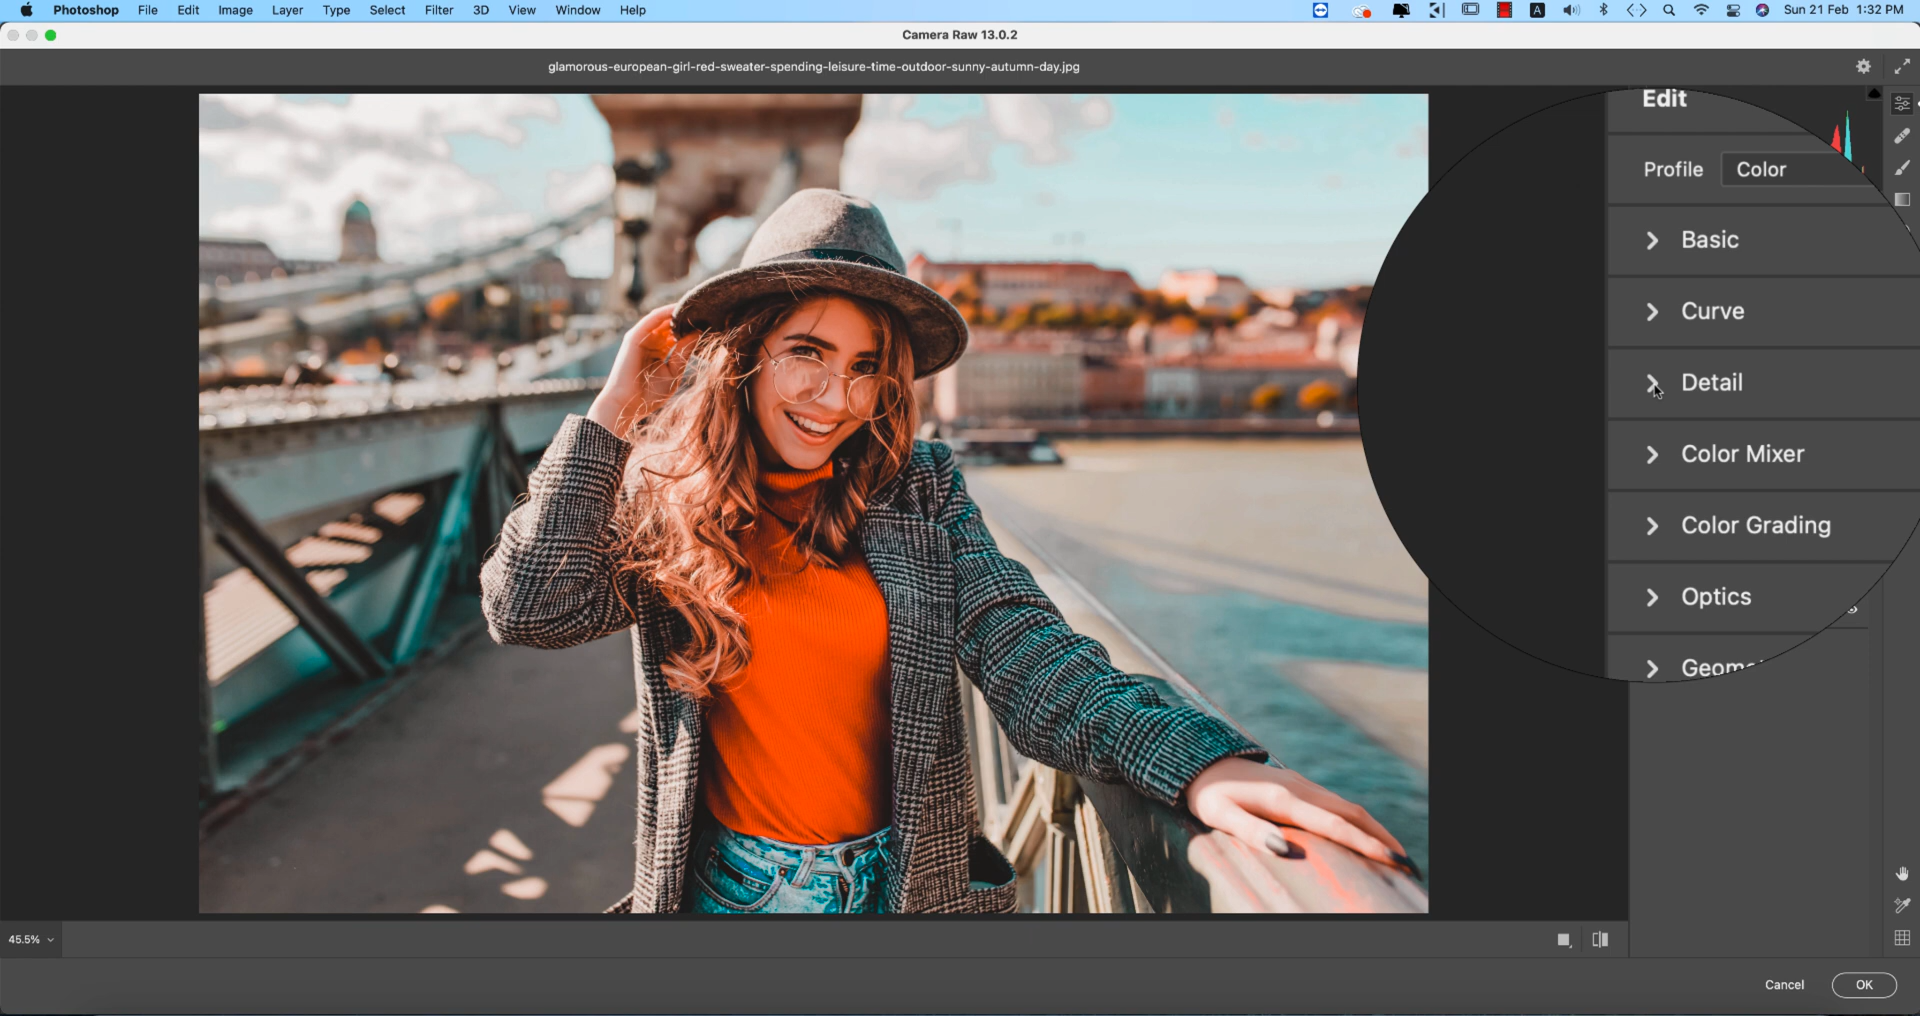 Photoshop File Edit Image Layer Type Select Filter 3D View Window Help A Sun 21 Feb 1:32 PM
Camera Raw 13.0.2
glamorous-european-girl-red-sweater-spending-leisure-time-outdoor-sunny-autumn-day.jpg
Edit
Profile Color
Basic
Curve
Detail
Color Mixer
Color Grading
Optics
45.5%
Cancel OK